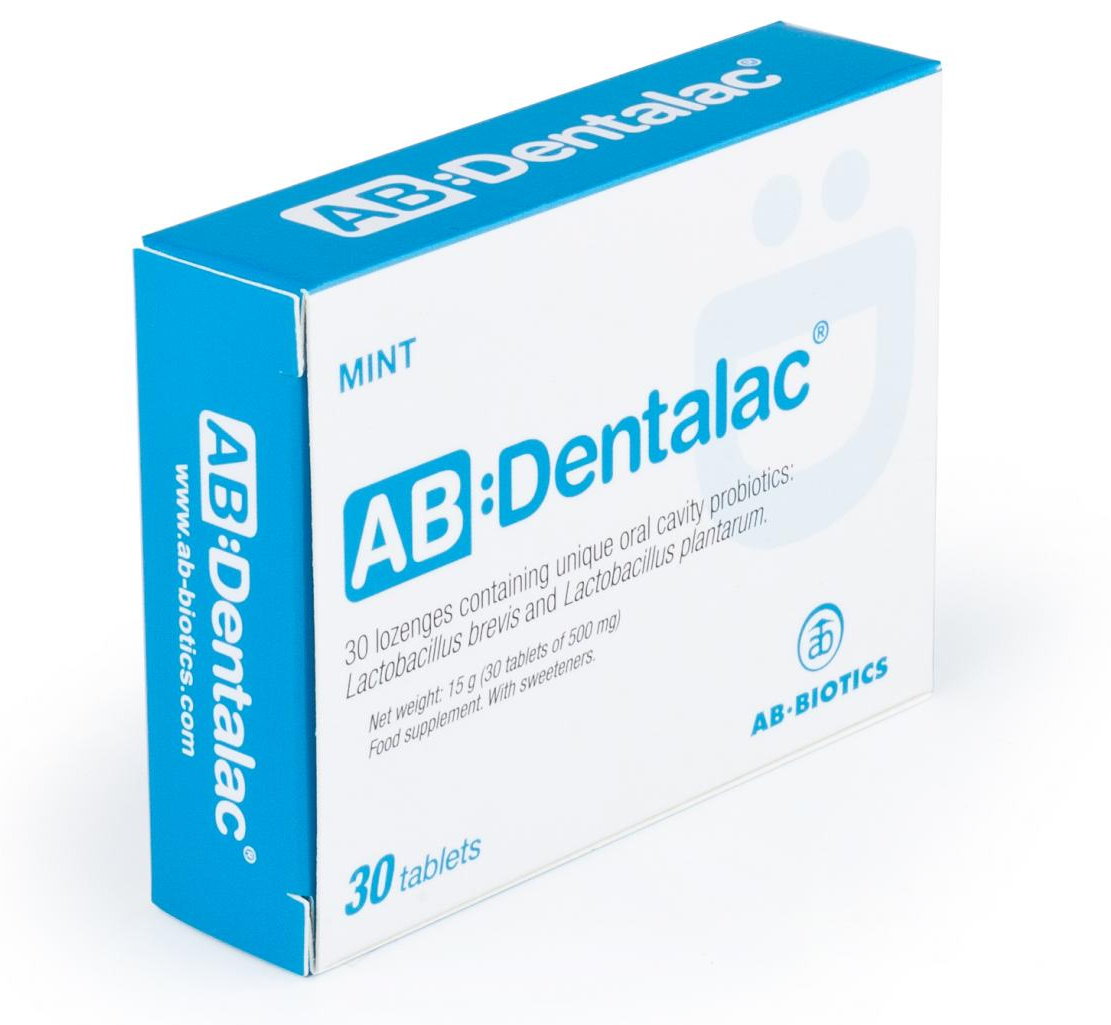 AB:Dentalac®
MINT
AB:Dentalac®
30 lozenges containing unique oral cavity probiotics:
Lactobacillus brevis and Lactobacillus plantarum.
Net weight: 15 g (30 tablets of 500 mg)
Food supplement. With sweeteners.
ab
AB·BIOTICS
30 tablets
AB:Dentalac®
www.ab-biotics.com